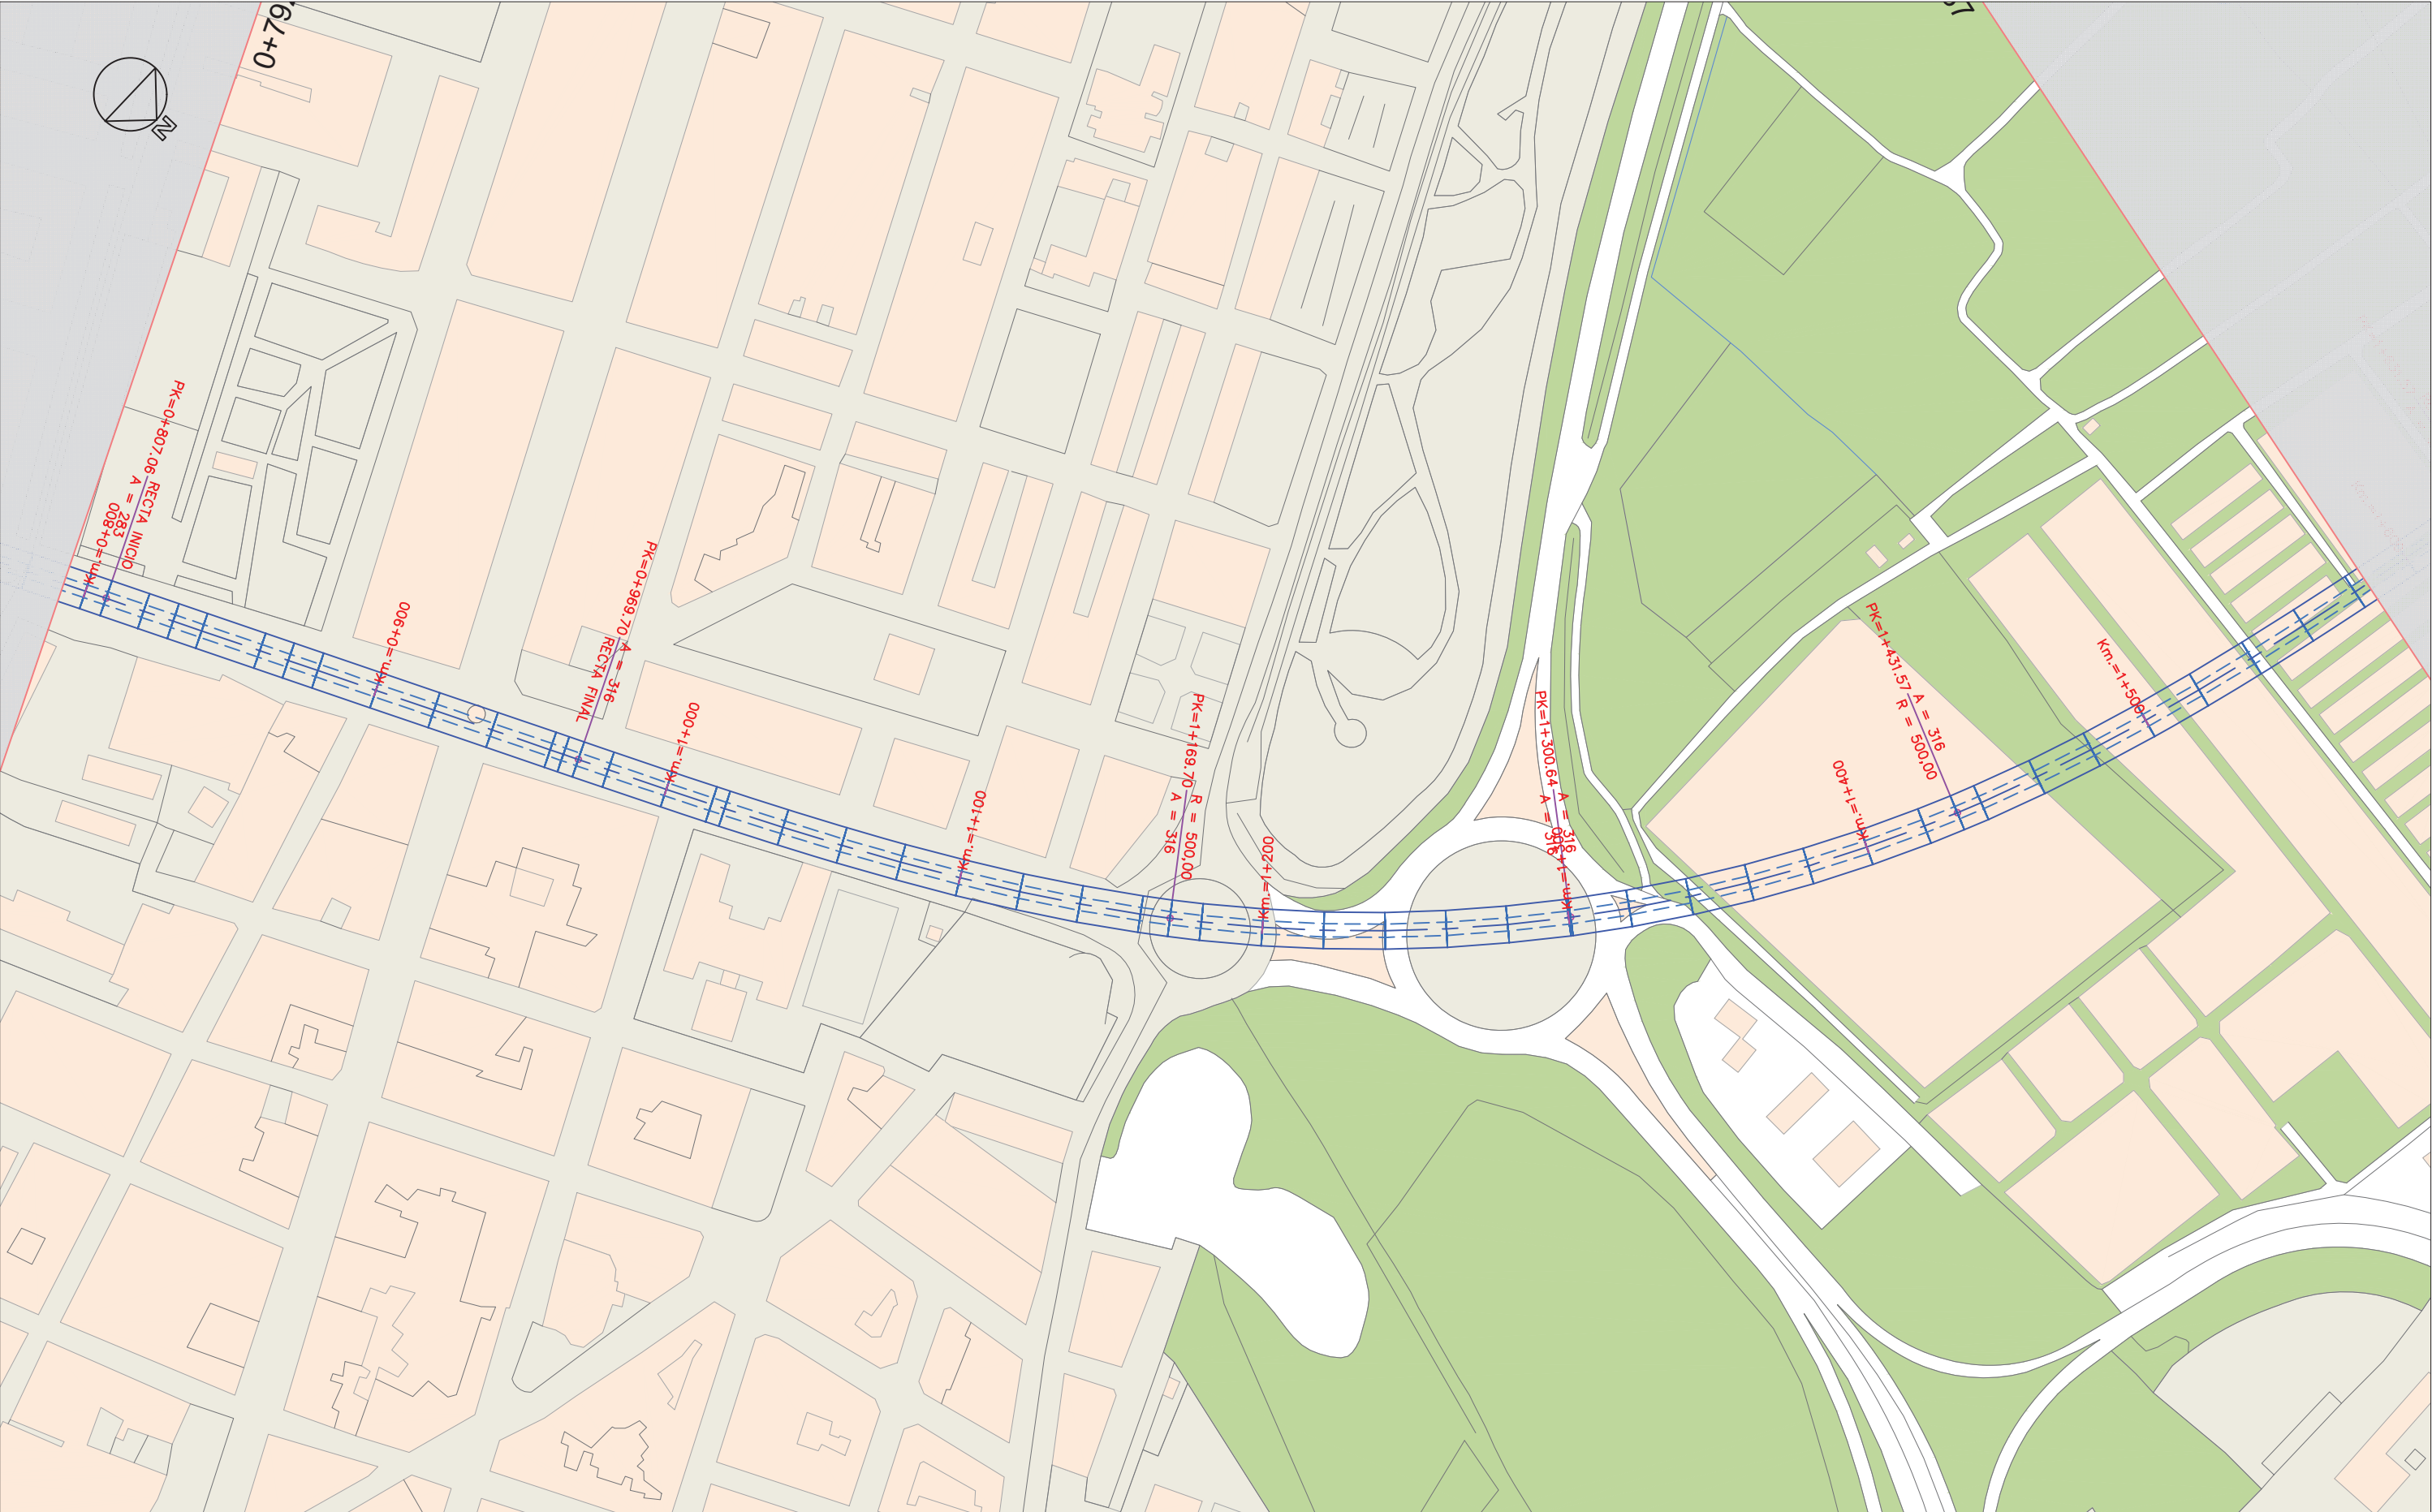 0+79
N
PK=0+807.06 RECTA INICIO
A = 283
Km.=0+800
Km.=0+900
PK=0+969.70 A = 316
RECTA FINAL
Km.=1+000
Km.=1+100
PK=1+169.70 R = 500,00
A = 316
Km.=1+200
PK=1+300.64 A = 316
A = 316
Km.=1+300
Km.=1+400
PK=1+431.57 A = 316
R = 500,00
Km.=1+500